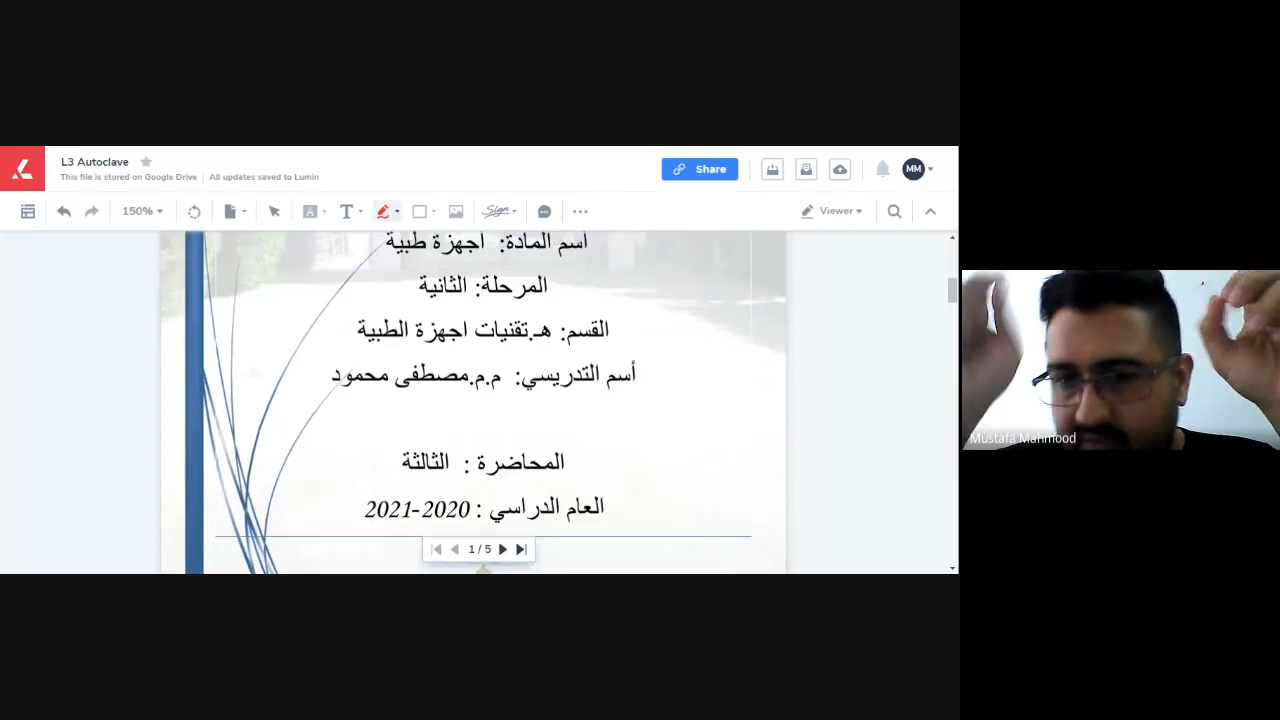 L3 Autoclave
This file is stored on Google Drive | All updates saved to Lumin
Share
MM
150%
T
Sign
Viewer
اسم المادة: اجهزة طبية
المرحلة: الثانية
القسم: هـ.تقنيات اجهزة الطبية
أسم التدريسي: م.م.مصطفى محمود
المحاضرة : الثالثة
العام الدراسي : 2020-2021
1 / 5
Mustafa Mahmood